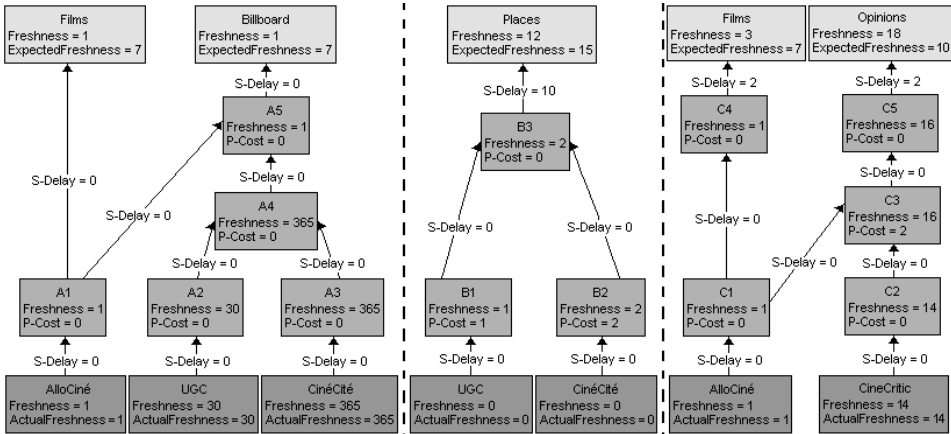 Films
Freshness = 1
ExpectedFreshness = 7
Billboard
Freshness = 1
ExpectedFreshness = 7
S-Delay = 0
A5
Freshness = 1
P-Cost = 0
S-Delay = 0
S-Delay = 0
A4
Freshness = 365
P-Cost = 0
S-Delay = 0
S-Delay = 0
S-Delay = 0
A1
Freshness = 1
P-Cost = 0
A2
Freshness = 30
P-Cost = 0
A3
Freshness = 365
P-Cost = 0
S-Delay = 0
S-Delay = 0
S-Delay = 0
AlloCiné
Freshness = 1
ActualFreshness = 1
UGC
Freshness = 30
ActualFreshness = 30
CinéCité
Freshness = 365
ActualFreshness = 365
Places
Freshness = 12
ExpectedFreshness = 15
S-Delay = 10
B3
Freshness = 2
P-Cost = 0
S-Delay = 0
S-Delay = 0
B1
Freshness = 1
P-Cost = 1
B2
Freshness = 2
P-Cost = 2
S-Delay = 0
S-Delay = 0
UGC
Freshness = 0
ActualFreshness = 0
CinéCité
Freshness = 0
ActualFreshness = 0
Films
Freshness = 3
ExpectedFreshness = 7
Opinions
Freshness = 18
ExpectedFreshness = 10
S-Delay = 2
S-Delay = 2
C4
Freshness = 1
P-Cost = 0
C5
Freshness = 16
P-Cost = 0
S-Delay = 0
C3
Freshness = 16
P-Cost = 2
S-Delay = 0
S-Delay = 0
S-Delay = 0
C1
Freshness = 1
P-Cost = 0
C2
Freshness = 14
P-Cost = 0
S-Delay = 0
S-Delay = 0
AlloCiné
Freshness = 1
ActualFreshness = 1
CineCritic
Freshness = 14
ActualFreshness = 14